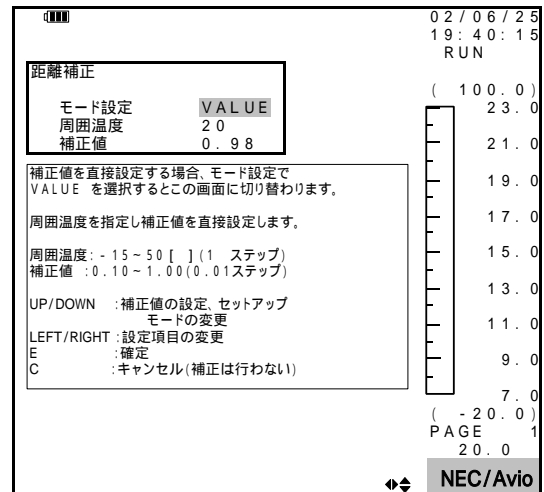 02/06/25
19:40:15
RUN
距離補正
モード設定 VALUE
周囲温度 20
補正値 0.98
補正値を直接設定する場合、モード設定で
VALUE を選択するとこの画面に切り替わります。
周囲温度を指定し補正値を直接設定します。
周囲温度:-15~50[ ](1 ステップ)
補正値 :0.10~1.00(0.01ステップ)
UP/DOWN :補正値の設定、セットアップ
モードの変更
LEFT/RIGHT :設定項目の変更
E :確定
C :キャンセル(補正は行わない)
( 100.0)
23.0
21.0
19.0
17.0
15.0
13.0
11.0
9.0
7.0
( -20.0)
PAGE 1
20.0
NEC/Avio